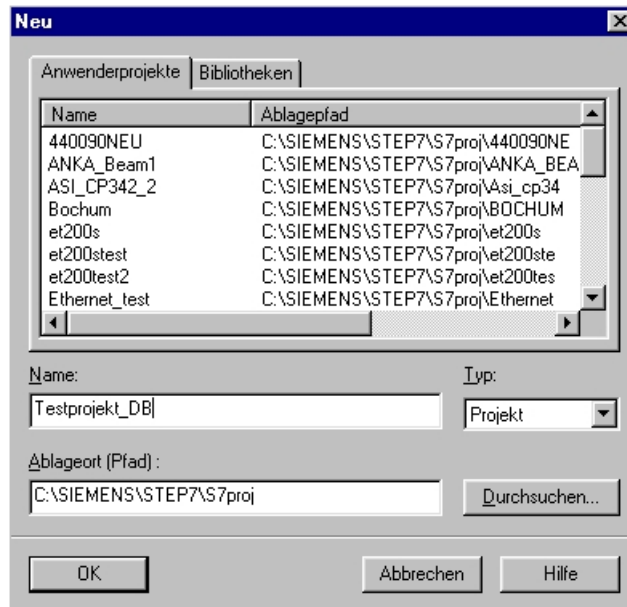 Neu
Anwenderprojekte Bibliotheken
Name Ablagepfad
440090NEU C:\SIEMENS\STEP7\S7proj\440090NE
ANKA_Beam1 C:\SIEMENS\STEP7\S7proj\ANKA_BEA
ASI_CP342_2 C:\SIEMENS\STEP7\S7proj\Asi_cp34
Bochum C:\SIEMENS\STEP7\S7proj\BOCHUM
et200s C:\SIEMENS\STEP7\S7proj\et200s
et200stest C:\SIEMENS\STEP7\S7proj\et200ste
et200test2 C:\SIEMENS\STEP7\S7proj\et200tes
Ethernet_test C:\SIEMENS\STEP7\S7proj\Ethernet
Name: Typ:
Testprojekt_DB Projekt
Ablageort (Pfad) :
C:\SIEMENS\STEP7\S7proj Durchsuchen...
OK Abbrechen Hilfe